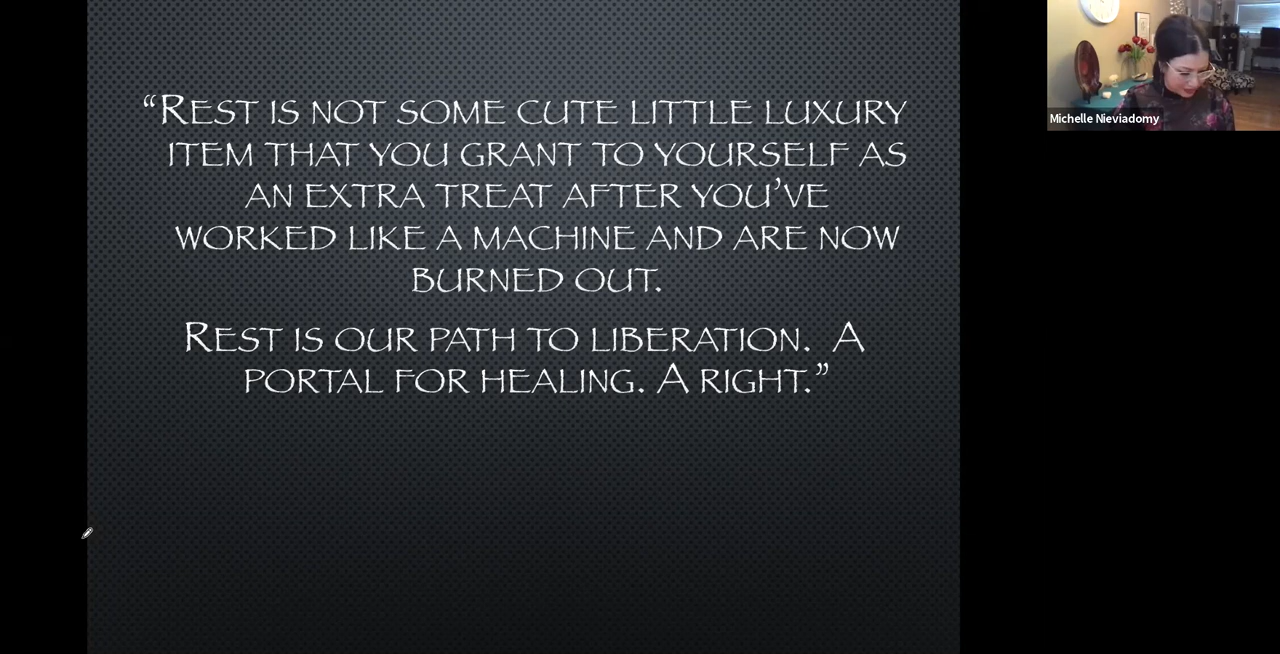 “Rest is not some cute little luxury
item that you grant to yourself as
an extra treat after you’ve
worked like a machine and are now
burned out.
Rest is our path to liberation. A
portal for healing. A right.”
Michelle Nieviadomy